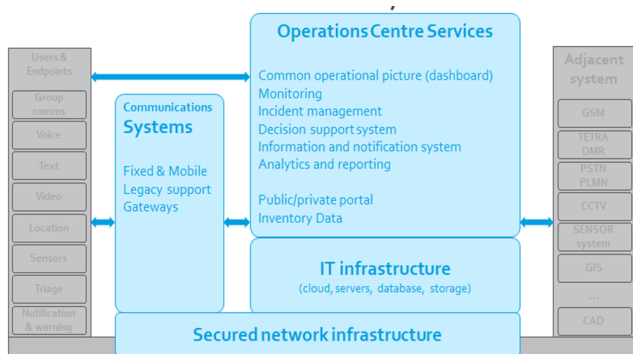 Operations Centre Services
Users &
Endpoints
Group
comms
Voice
Text
Video
Location
Sensors
Triage
Notification
& warning
Communications
Systems
Fixed & Mobile
Legacy support
Gateways
Common operational picture (dashboard)
Monitoring
Incident management
Decision support system
Information and notification system
Analytics and reporting
Public/private portal
Inventory Data
IT infrastructure
(cloud, servers, database, storage)
Secured network infrastructure
Adjacent
system
GSM
TETRA
DMR
PSTN
PLMN
CCTV
SENSOR
system
GIS
...
CAD